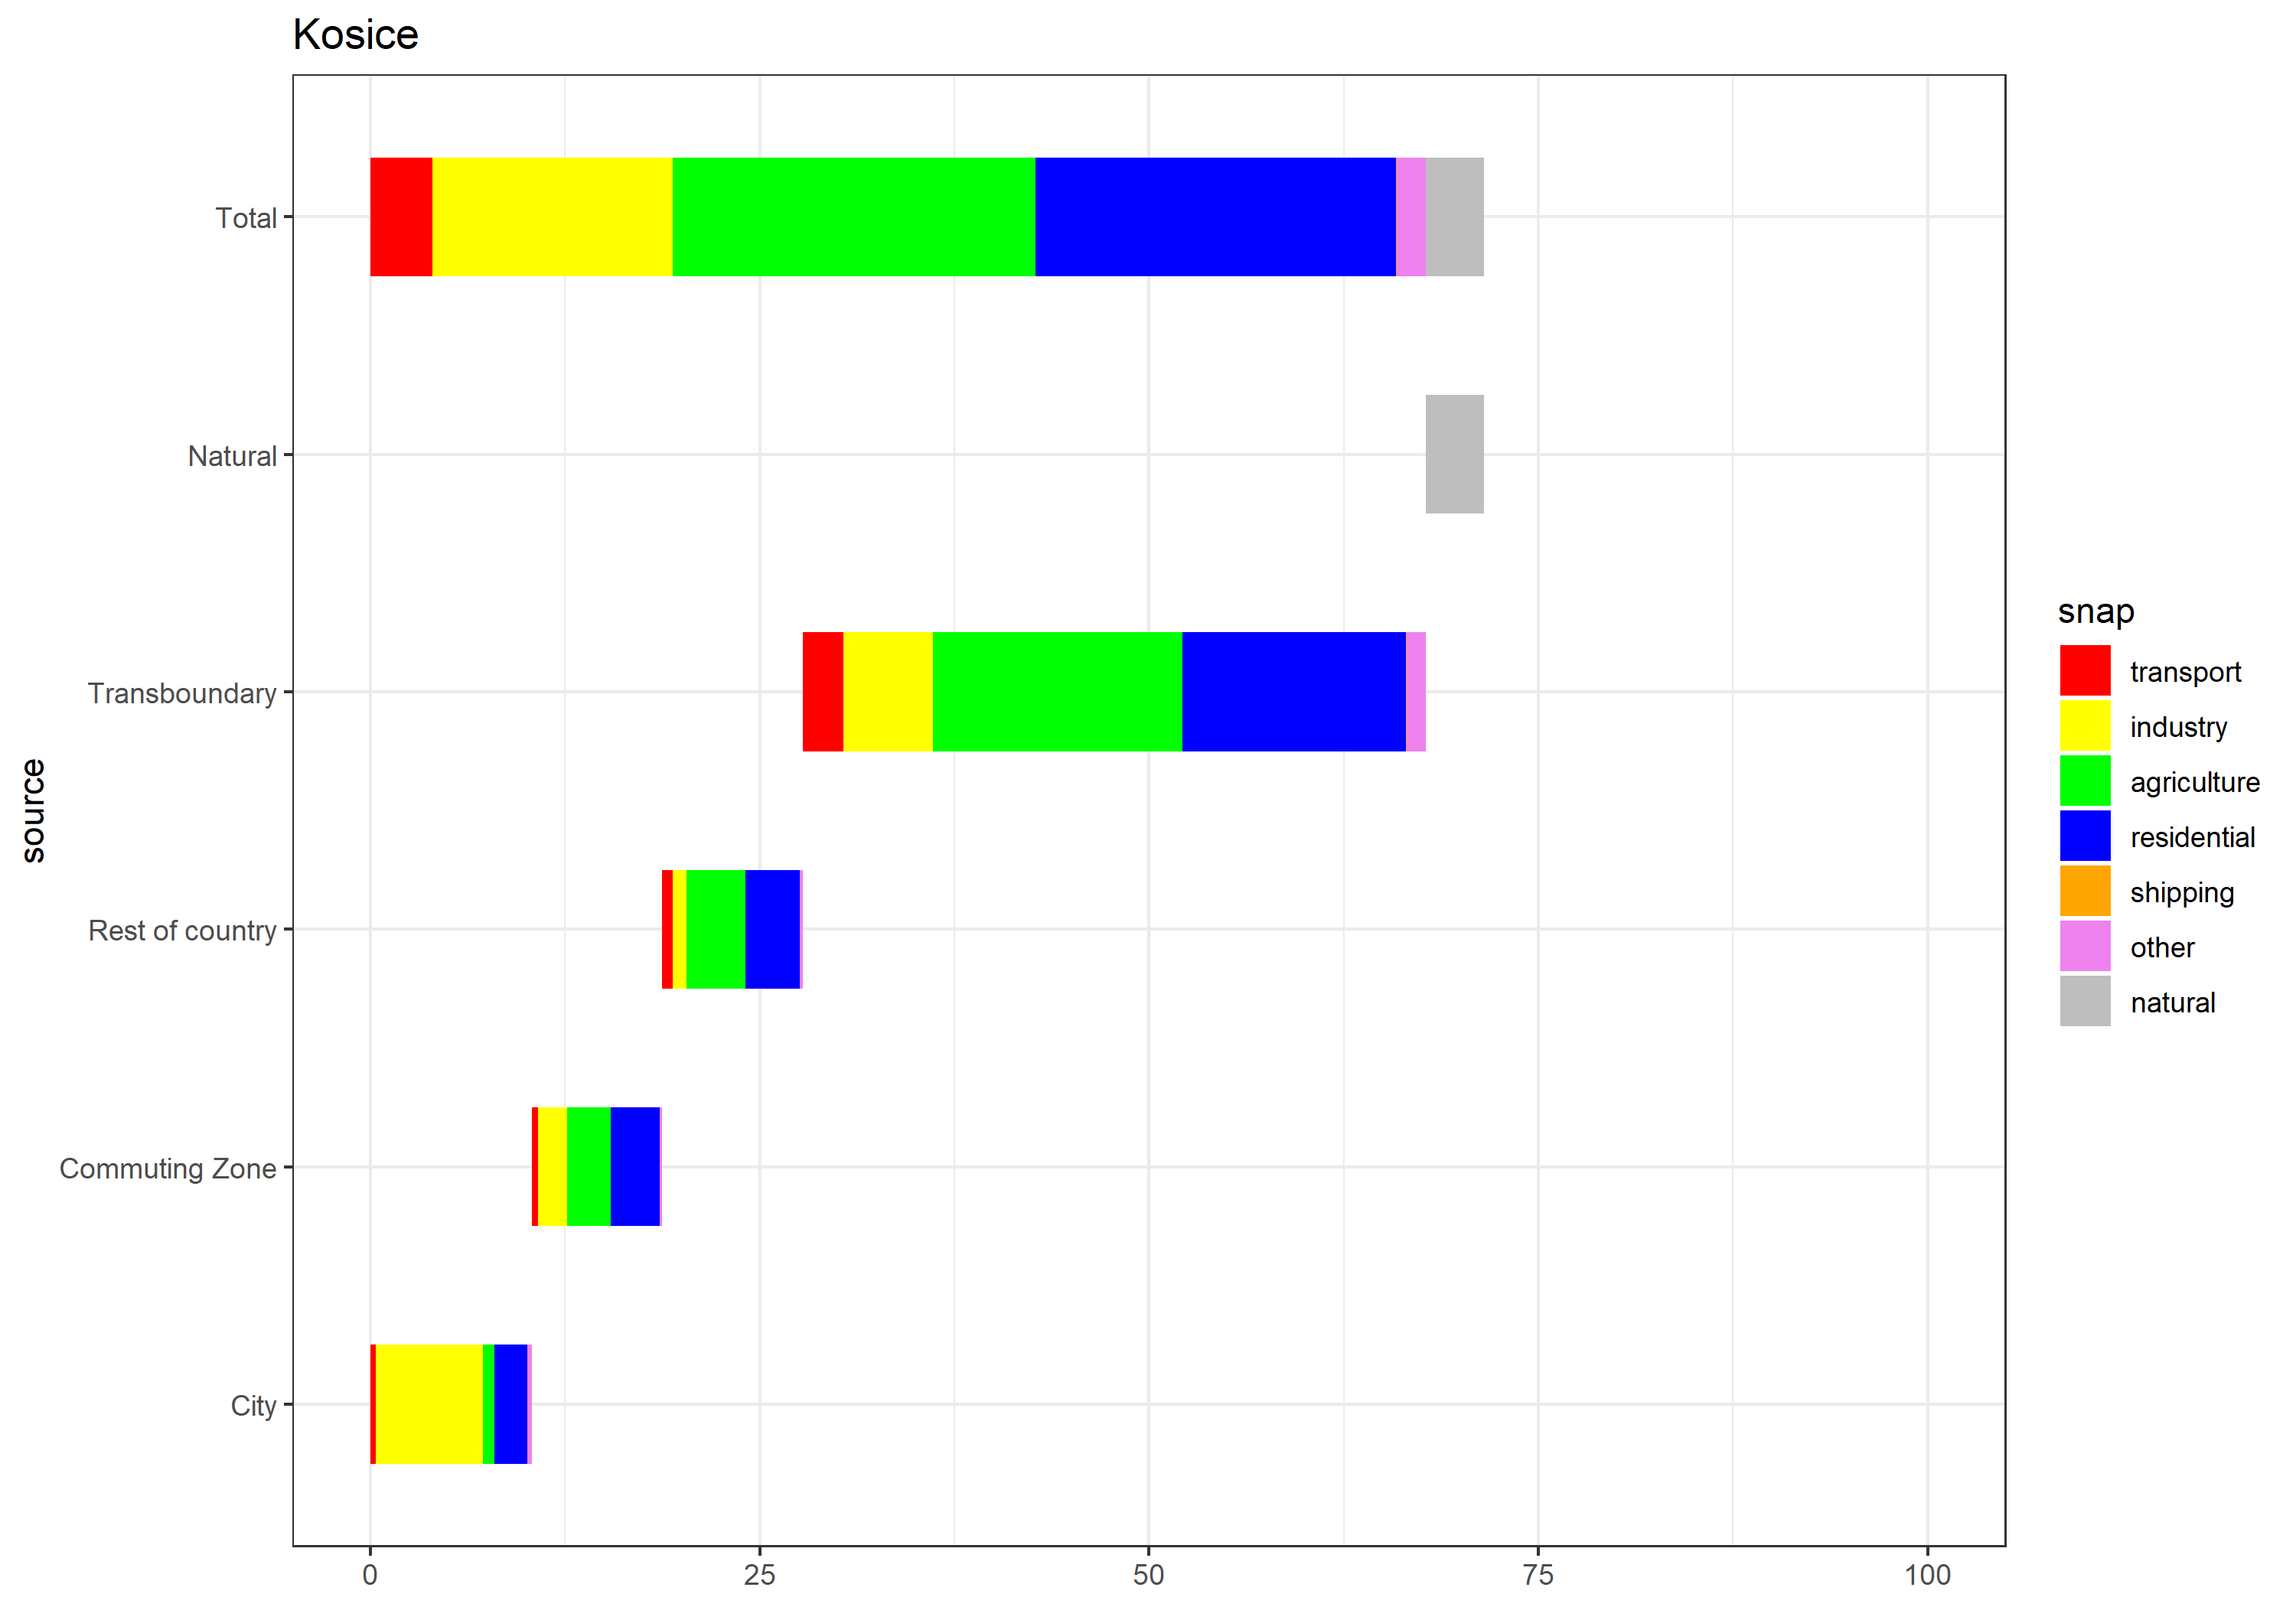 Kosice
source
Total
Natural
Transboundary
Rest of country
Commuting Zone
City
0 25 50 75 100
snap
transport
industry
agriculture
residential
shipping
other
natural